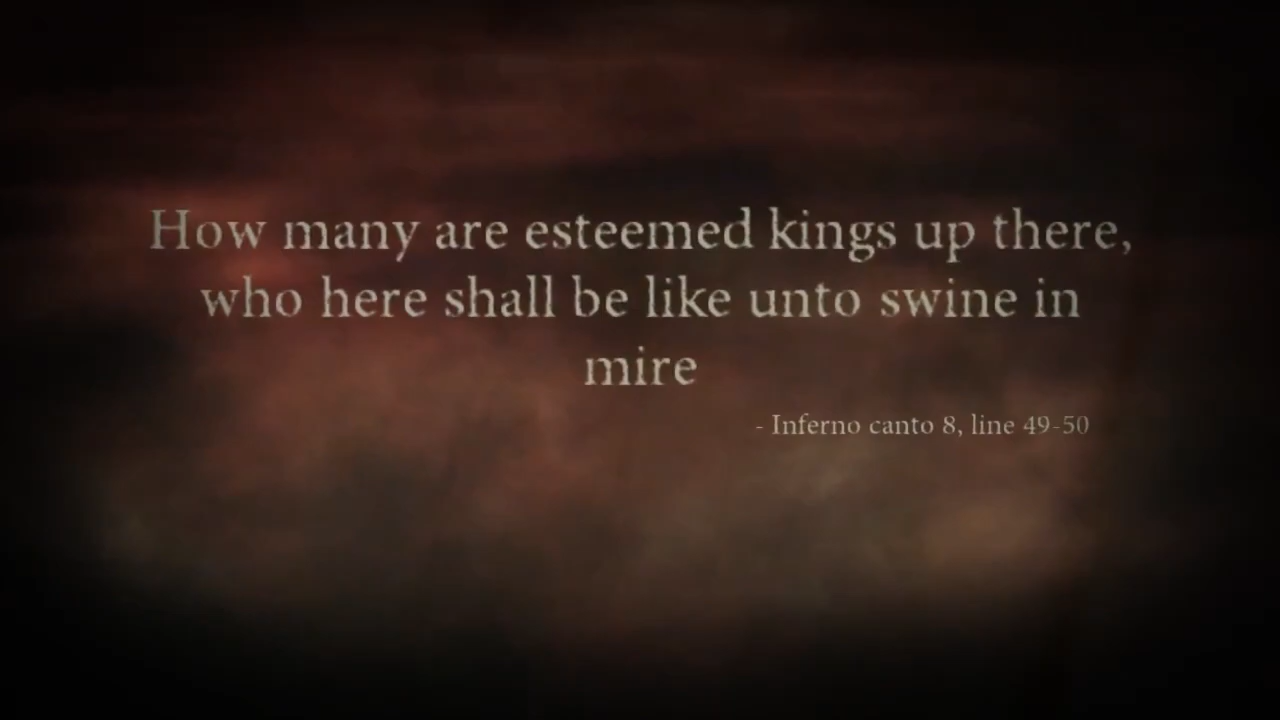 How many are esteemed kings up there,
who here shall be like unto swine in
mire
- Inferno canto 8, line 49-50